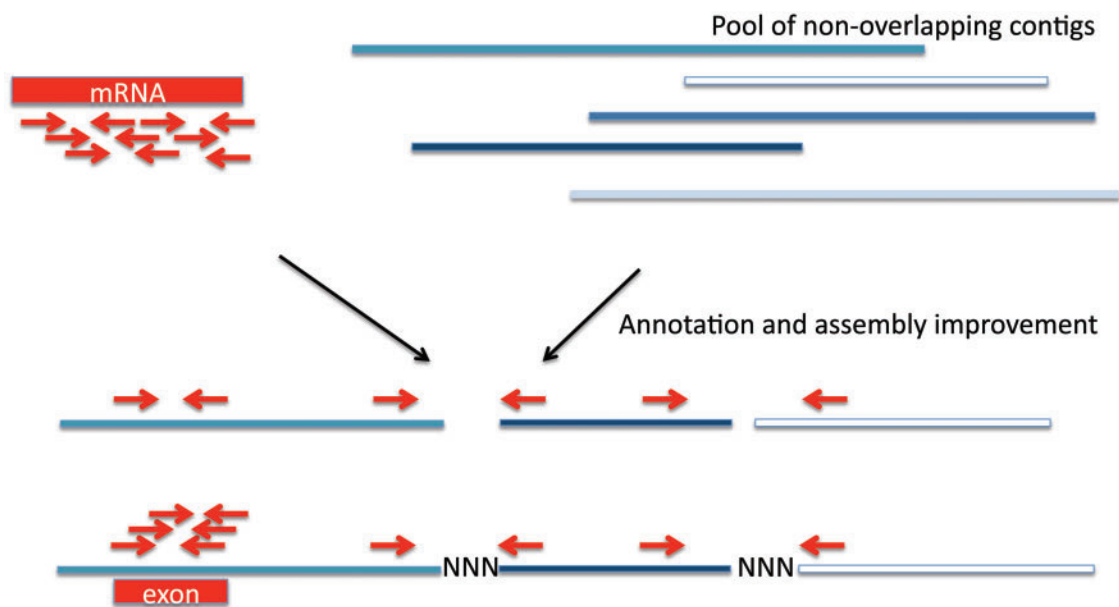 Pool of non-overlapping contigs
mRNA
Annotation and assembly improvement
NNN NNN
exon